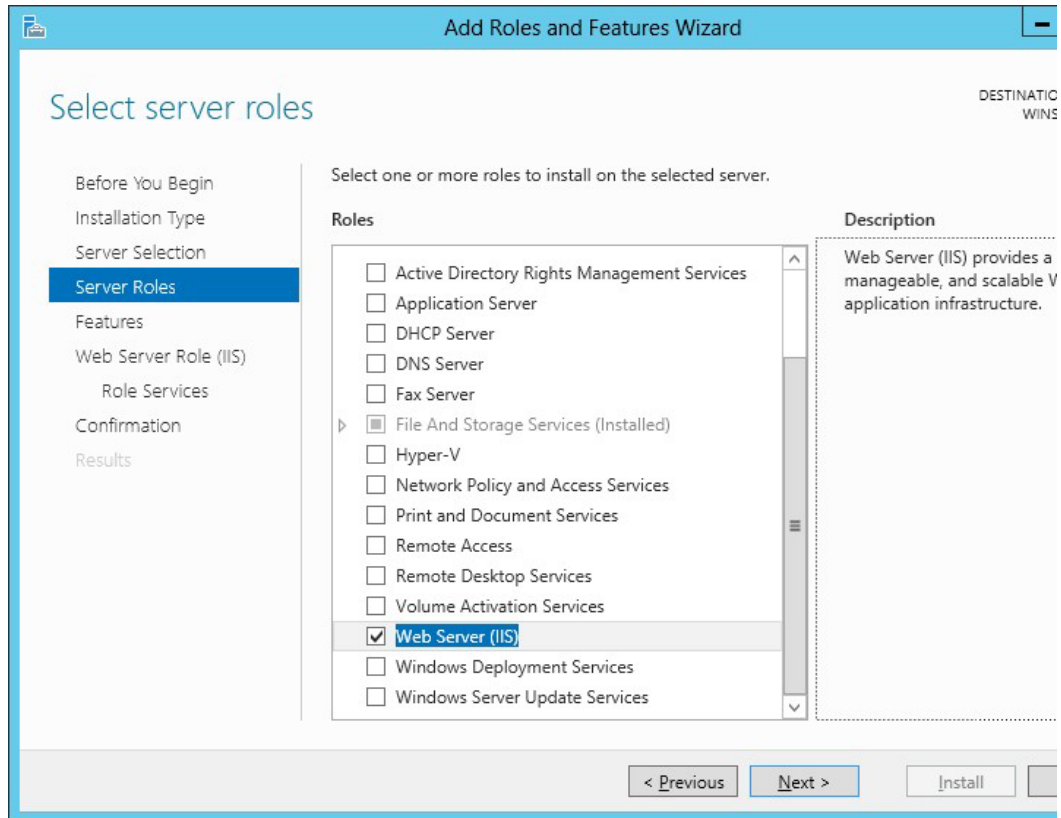 Add Roles and Features Wizard
Select server roles
DESTINATIO
WINS
Before You Begin
Installation Type
Server Selection
Server Roles
Features
Web Server Role (IIS)
Role Services
Confirmation
Results
Select one or more roles to install on the selected server.
Roles
Active Directory Rights Management Services
Application Server
DHCP Server
DNS Server
Fax Server
File And Storage Services (Installed)
Hyper-V
Network Policy and Access Services
Print and Document Services
Remote Access
Remote Desktop Services
Volume Activation Services
Web Server (IIS)
Windows Deployment Services
Windows Server Update Services
Description
Web Server (IIS) provides a
manageable, and scalable W
application infrastructure.
< Previous
Next >
Install